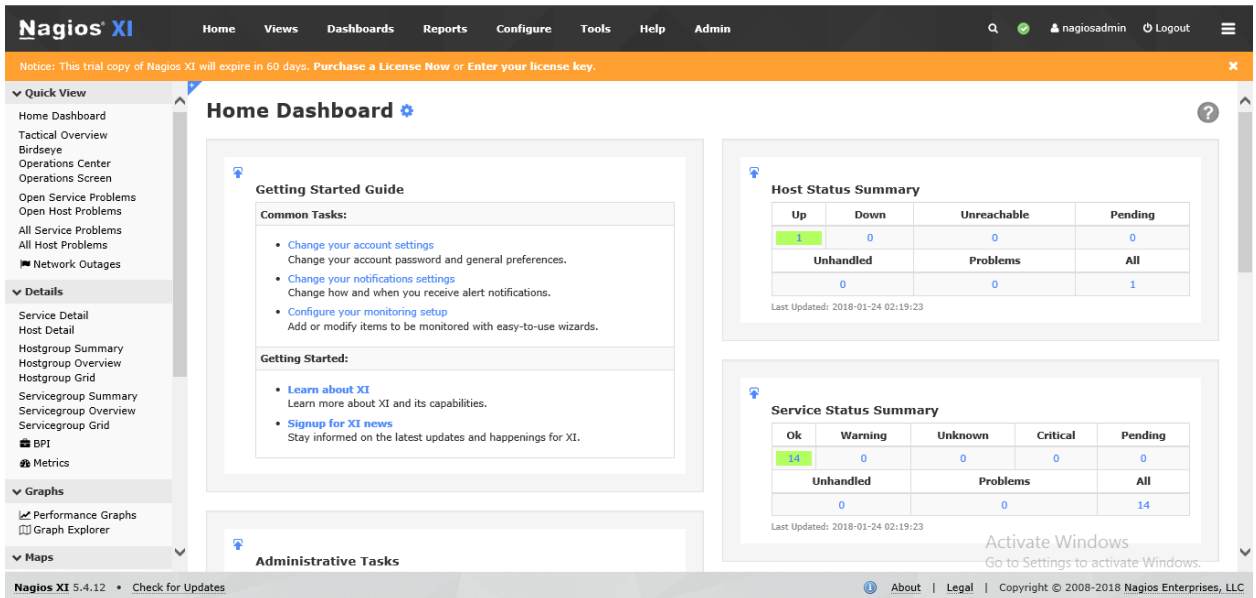 Nagios® XI
Home Views Dashboards Reports Configure Tools Help Admin
nagiosadmin Logout
Notice: This trial copy of Nagios XI will expire in 60 days. Purchase a License Now or Enter your license key.
Quick View
Home Dashboard
Tactical Overview
Birdseye
Operations Center
Operations Screen
Open Service Problems
Open Host Problems
All Service Problems
All Host Problems
Network Outages
Details
Service Detail
Host Detail
Hostgroup Summary
Hostgroup Overview
Hostgroup Grid
Servicegroup Summary
Servicegroup Overview
Servicegroup Grid
BPI
Metrics
Graphs
Performance Graphs
Graph Explorer
Maps
Home Dashboard
Getting Started Guide
Common Tasks:
• Change your account settings
Change your account password and general preferences.
• Change your notifications settings
Change how and when you receive alert notifications.
• Configure your monitoring setup
Add or modify items to be monitored with easy-to-use wizards.
Getting Started:
• Learn about XI
Learn more about XI and its capabilities.
• Signup for XI news
Stay informed on the latest updates and happenings for XI.
Administrative Tasks
Host Status Summary
Up Down Unreachable Pending
1 0 0 0
Unhandled Problems All
0 0 1
Last Updated: 2018-01-24 02:19:23
Service Status Summary
Ok Warning Unknown Critical Pending
14 0 0 0 0
Unhandled Problems All
0 0 14
Last Updated: 2018-01-24 02:19:23
Activate Windows
Go to Settings to activate Windows.
Nagios XI 5.4.12 • Check for Updates
About | Legal | Copyright © 2008-2018 Nagios Enterprises, LLC